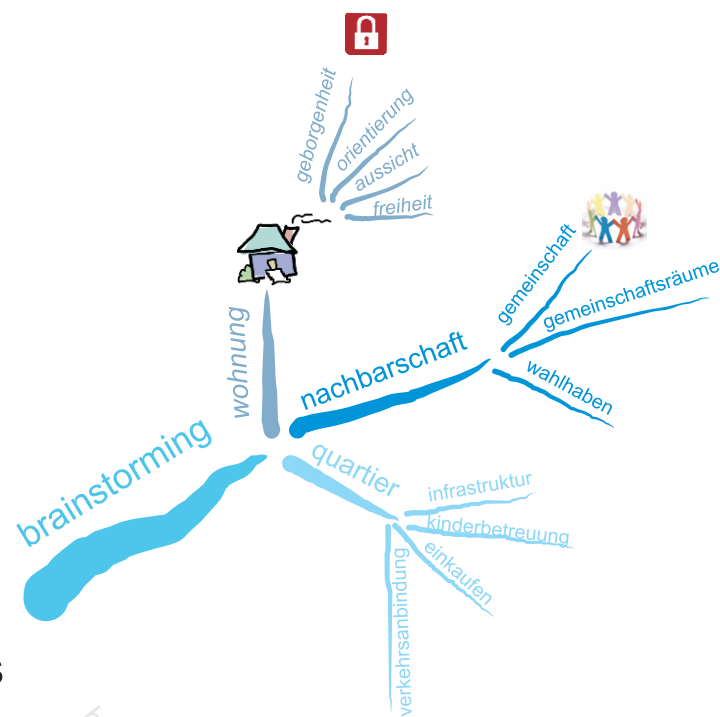 geborgenheit
orientierung
aussicht
freiheit
wohnung
gemeinschaft
gemeinschaftsräume
nachbarschaft
wahlhaben
brainstorming
quartier
infrastruktur
kinderbetreuung
einkaufen
verkehrsanbindung
s